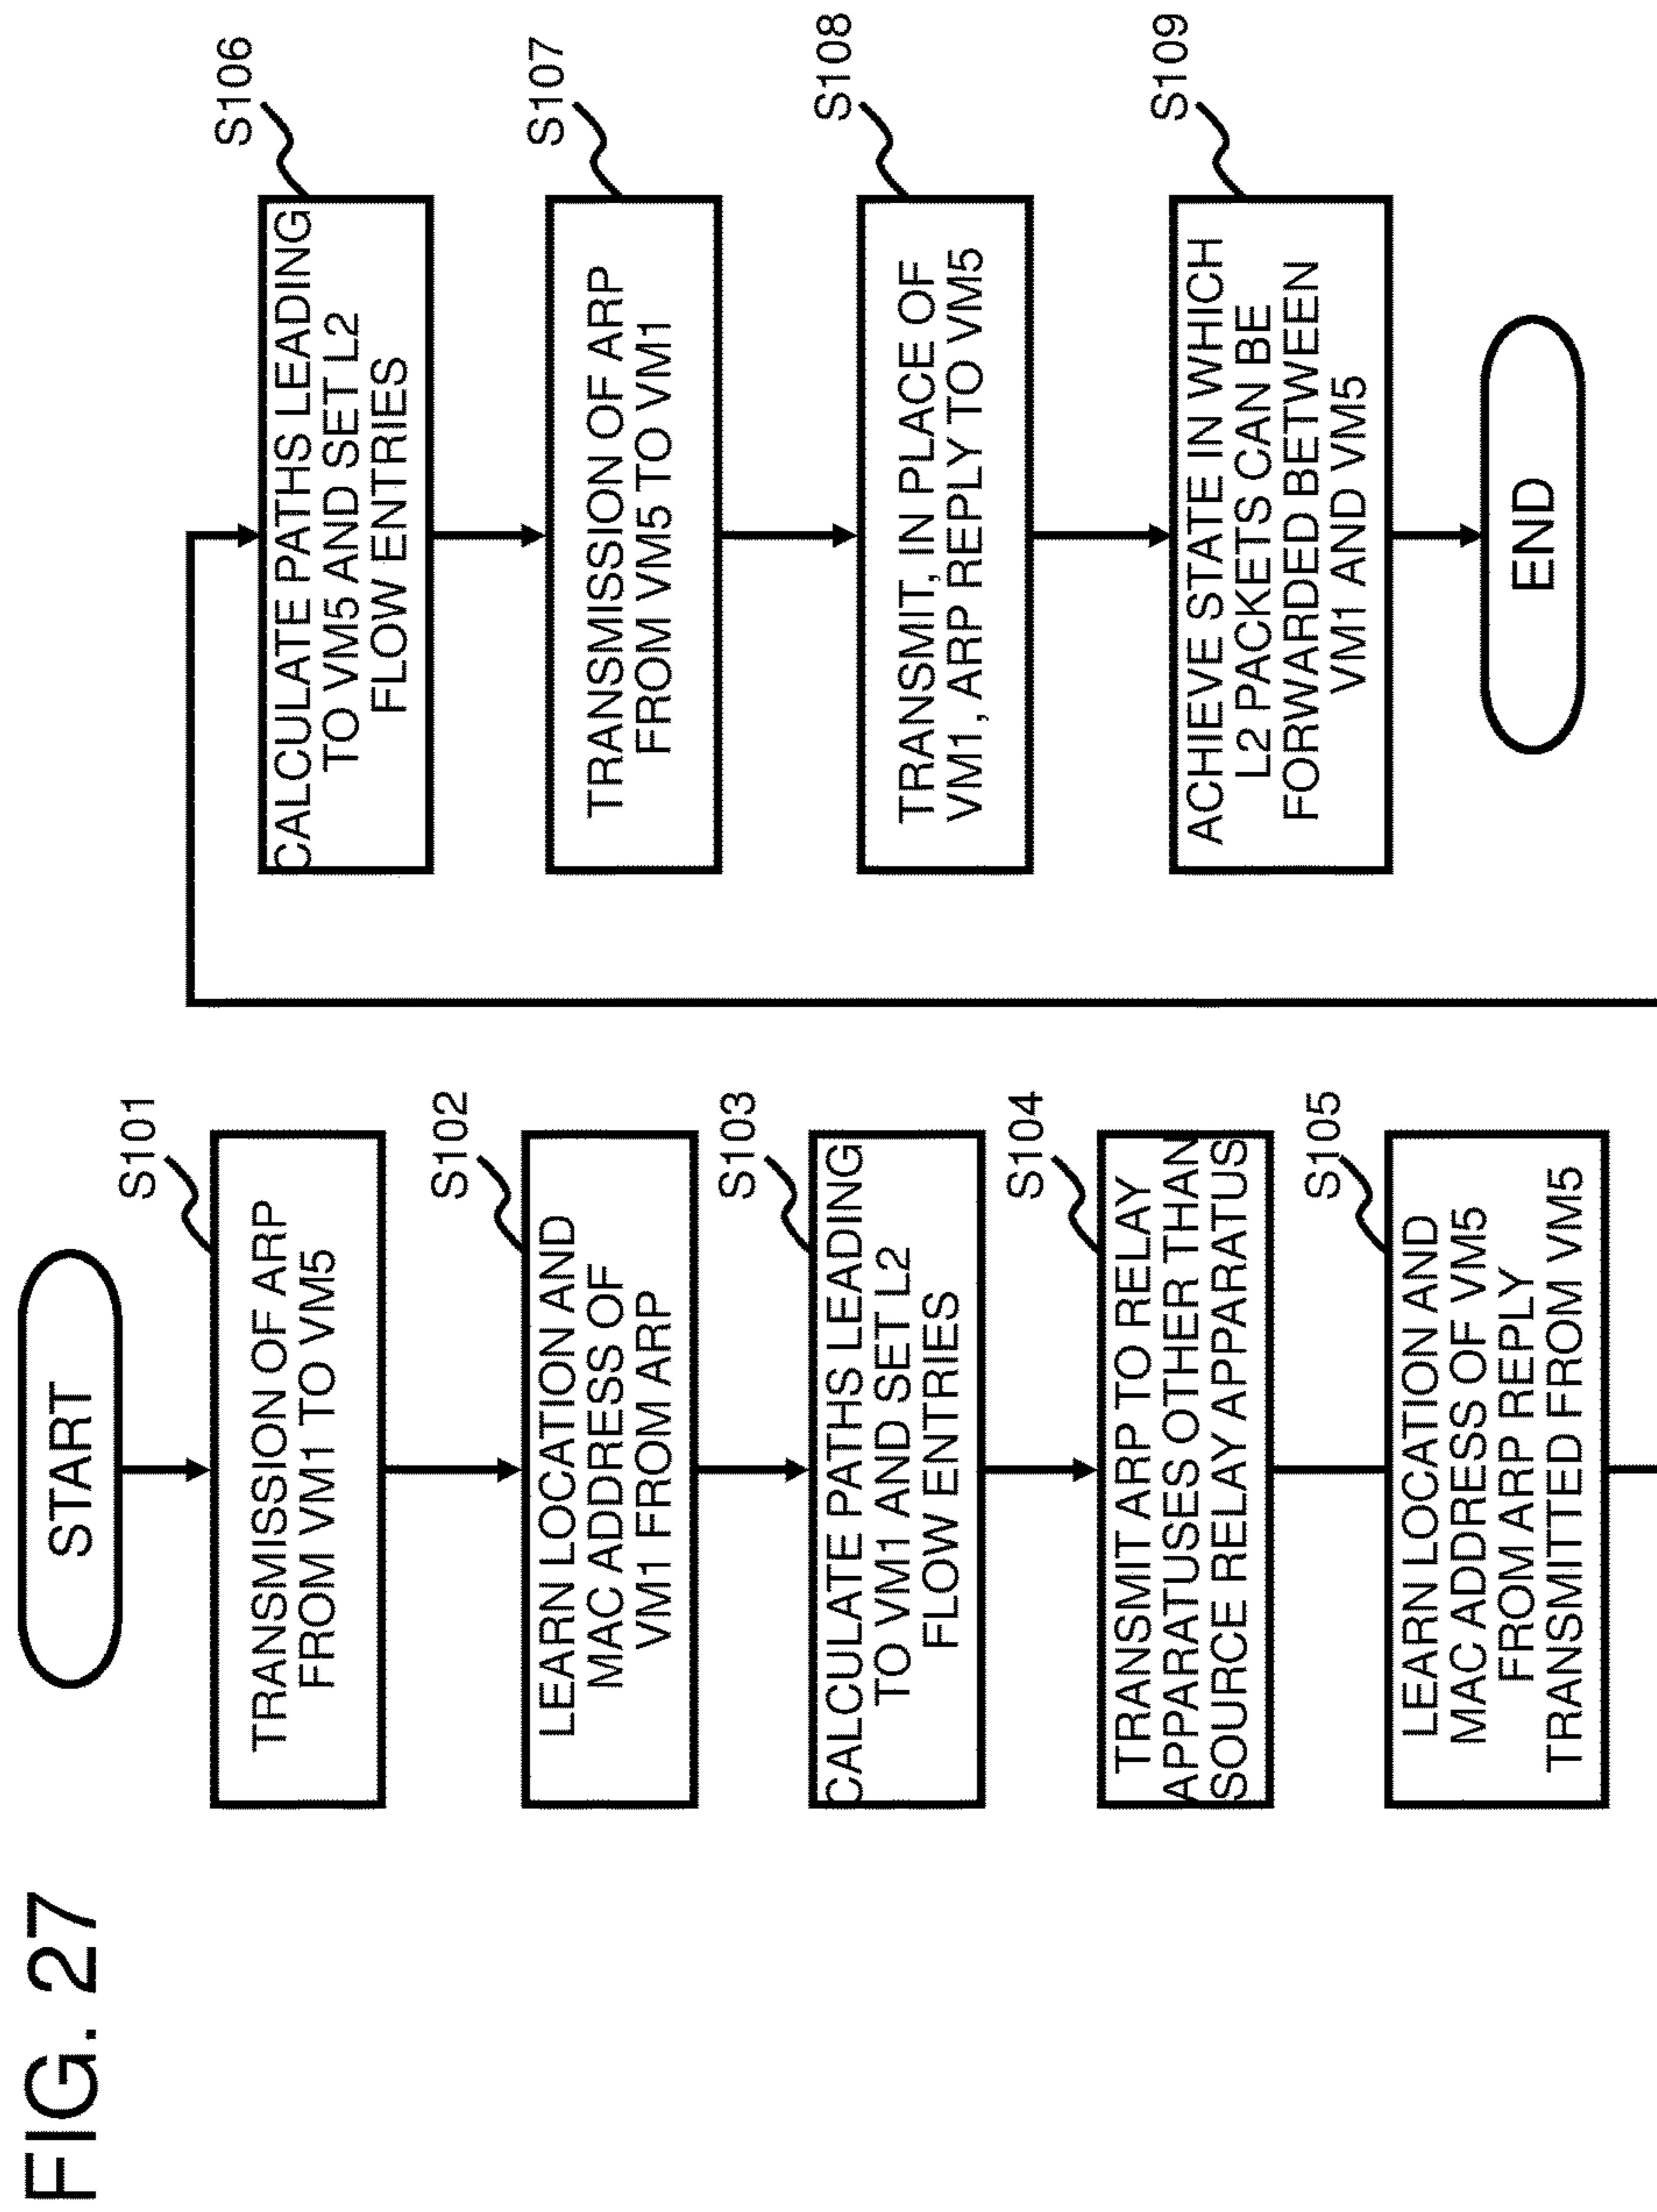 FIG. 27
START
S101
TRANSMISSION OF ARP
FROM VM1 TO VM5
S102
LEARN LOCATION AND
MAC ADDRESS OF
VM1 FROM ARP
S103
CALCULATE PATHS LEADING
TO VM1 AND SET L2
FLOW ENTRIES
S104
TRANSMIT ARP TO RELAY
APPARATUSES OTHER THAN
SOURCE RELAY APPARATUS
S105
LEARN LOCATION AND
MAC ADDRESS OF VM5
FROM ARP REPLY
TRANSMITTED FROM VM5
S106
CALCULATE PATHS LEADING
TO VM5 AND SET L2
FLOW ENTRIES
S107
TRANSMISSION OF ARP
FROM VM5 TO VM1
S108
TRANSMIT, IN PLACE OF
VM1, ARP REPLY TO VM5
S109
ACHIEVE STATE IN WHICH
L2 PACKETS CAN BE
FORWARDED BETWEEN
VM1 AND VM5
END